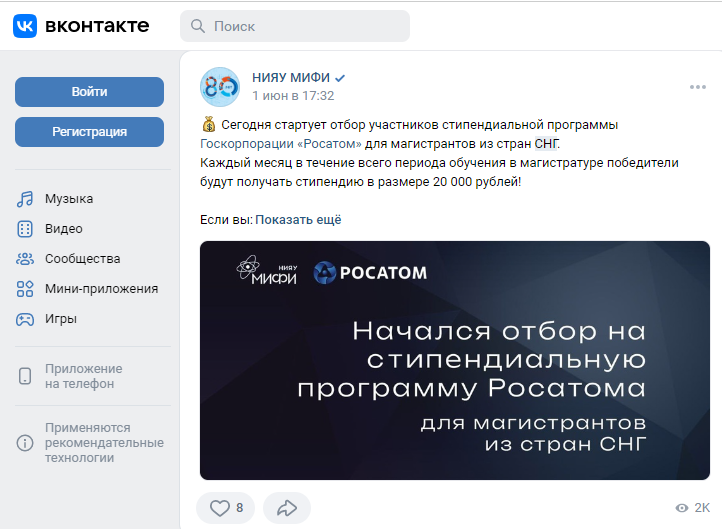 вконтакте
Поиск
Войти
Регистрация
Музыка
Видео
Сообщества
Мини-приложения
Игры
Приложение
на телефон
Применяются
рекомендательные
технологии
НИЯУ МИФИ
1 июн в 17:32
Сегодня стартует отбор участников стипендиальной программы
Госкорпорации «Росатом» для магистрантов из стран СНГ.
Каждый месяц в течение всего периода обучения в магистратуре победители
будут получать стипендию в размере 20 000 рублей!
Если вы: Показать ещё
НИЯУ
МИФИ
РОСАТОМ
Начался отбор на
стипендиальную
программу Росатома
для магистрантов
из стран СНГ
8
2K